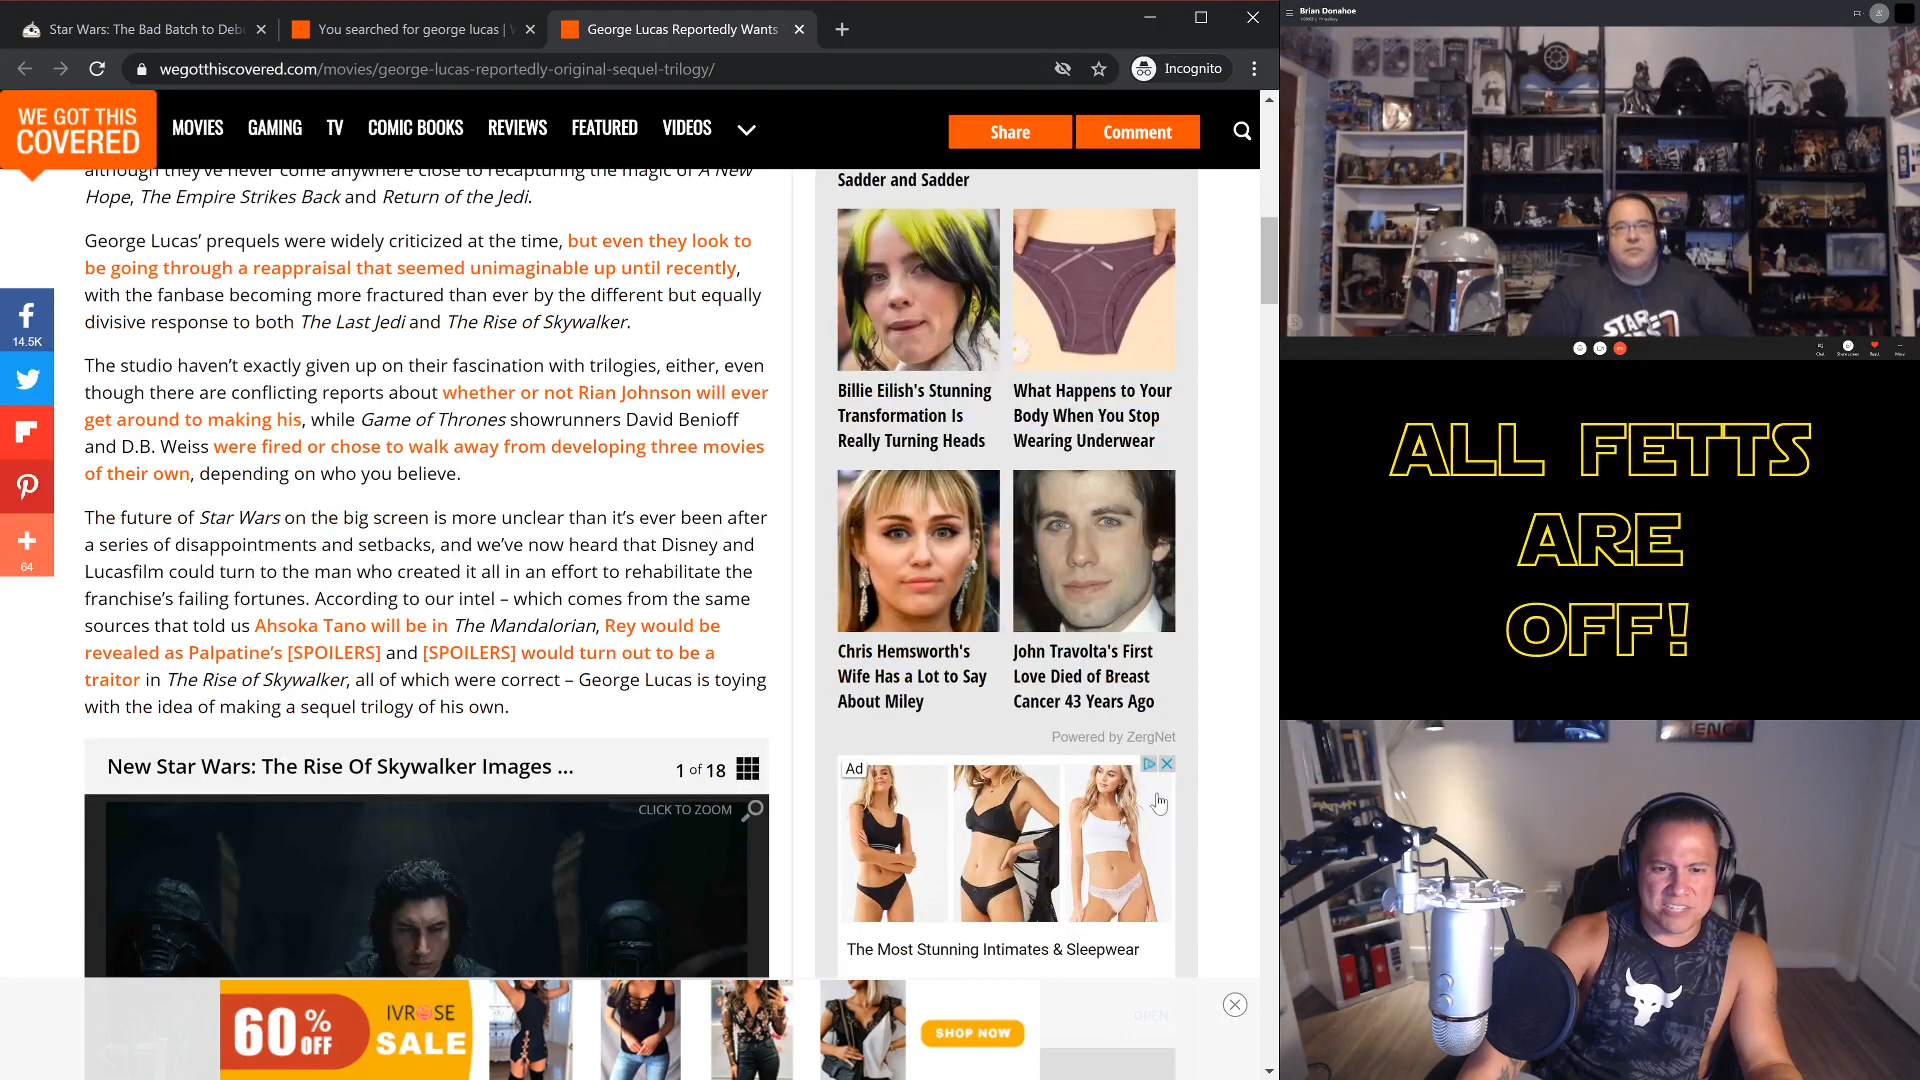 Star Wars: The Bad Batch to Deb
You searched for george lucas |
George Lucas Reportedly Wants
wegotthiscovered.com/movies/george-lucas-reportedly-original-sequel-trilogy/
Incognito
WE GOT THIS
COVERED
MOVIES GAMING TV COMIC BOOKS REVIEWS FEATURED VIDEOS
Share
Comment
although they've never come anywhere close to recapturing the magic of A New
Hope, The Empire Strikes Back and Return of the Jedi.
George Lucas' prequels were widely criticized at the time, but even they look to
be going through a reappraisal that seemed unimaginable up until recently,
with the fanbase becoming more fractured than ever by the different but equally
divisive response to both The Last Jedi and The Rise of Skywalker.
The studio haven't exactly given up on their fascination with trilogies, either, even
though there are conflicting reports about whether or not Rian Johnson will ever
get around to making his, while Game of Thrones showrunners David Benioff
and D.B. Weiss were fired or chose to walk away from developing three movies
of their own, depending on who you believe.
The future of Star Wars on the big screen is more unclear than it's ever been after
a series of disappointments and setbacks, and we've now heard that Disney and
Lucasfilm could turn to the man who created it all in an effort to rehabilitate the
franchise's failing fortunes. According to our intel – which comes from the same
sources that told us Ahsoka Tano will be in The Mandalorian, Rey would be
revealed as Palpatine's [SPOILERS] and [SPOILERS] would turn out to be a
traitor in The Rise of Skywalker, all of which were correct – George Lucas is toying
with the idea of making a sequel trilogy of his own.
14.5K
64
New Star Wars: The Rise Of Skywalker Images ...
1 of 18
CLICK TO ZOOM
Sadder and Sadder
Billie Eilish's Stunning
Transformation Is
Really Turning Heads
What Happens to Your
Body When You Stop
Wearing Underwear
Chris Hemsworth's
Wife Has a Lot to Say
About Miley
John Travolta's First
Love Died of Breast
Cancer 43 Years Ago
Powered by ZergNet
Ad
The Most Stunning Intimates & Sleepwear
OPEN
60% OFF
IVROSE
SALE
SHOP NOW
Brian Donahoe
STAR
ALL FETTS
ARE
OFF!